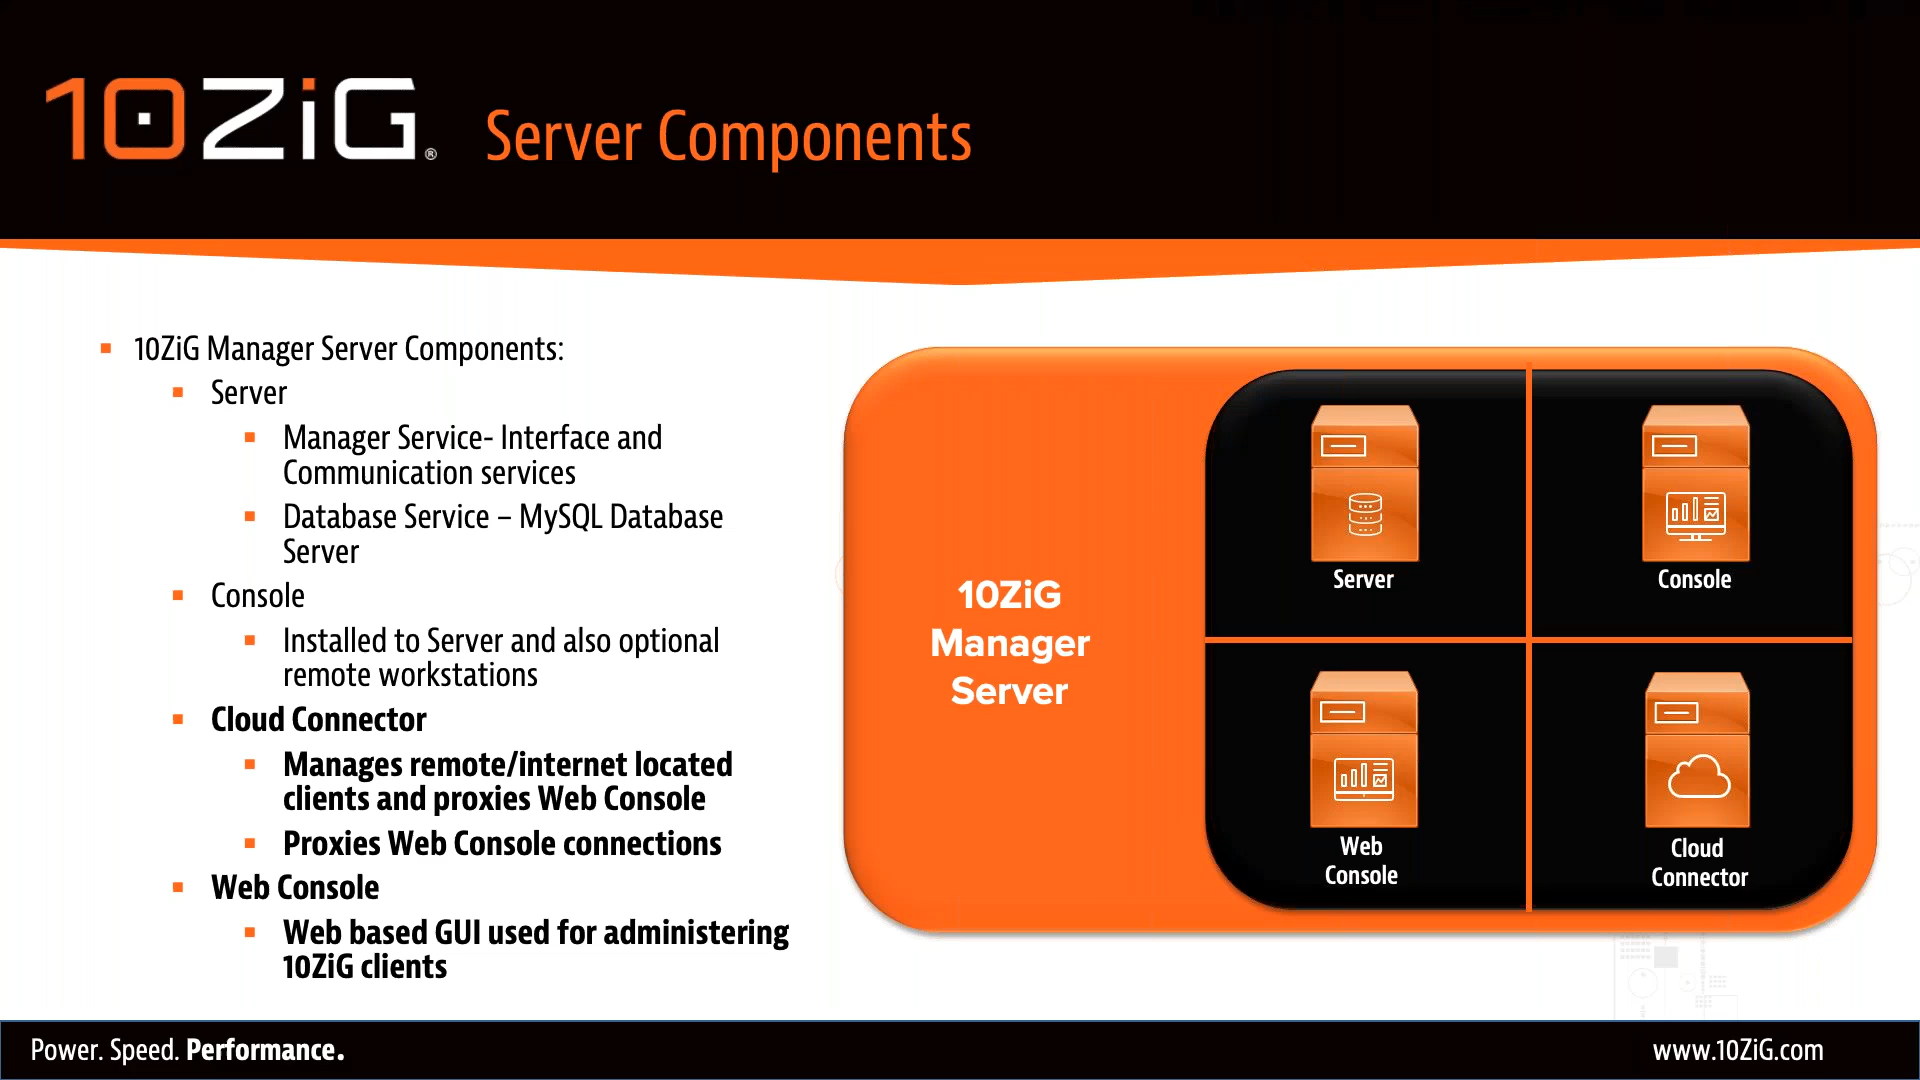 10ZiG®
Server Components
10ZiG Manager Server Components:
Server
Manager Service- Interface and
Communication services
Database Service – MySQL Database
Server
Console
Installed to Server and also optional
remote workstations
Cloud Connector
Manages remote/internet located
clients and proxies Web Console
Proxies Web Console connections
Web Console
Web based GUI used for administering
10ZiG clients
10ZiG
Manager
Server
Server
Console
Web
Console
Cloud
Connector
Power. Speed. Performance.
www.10ZiG.com